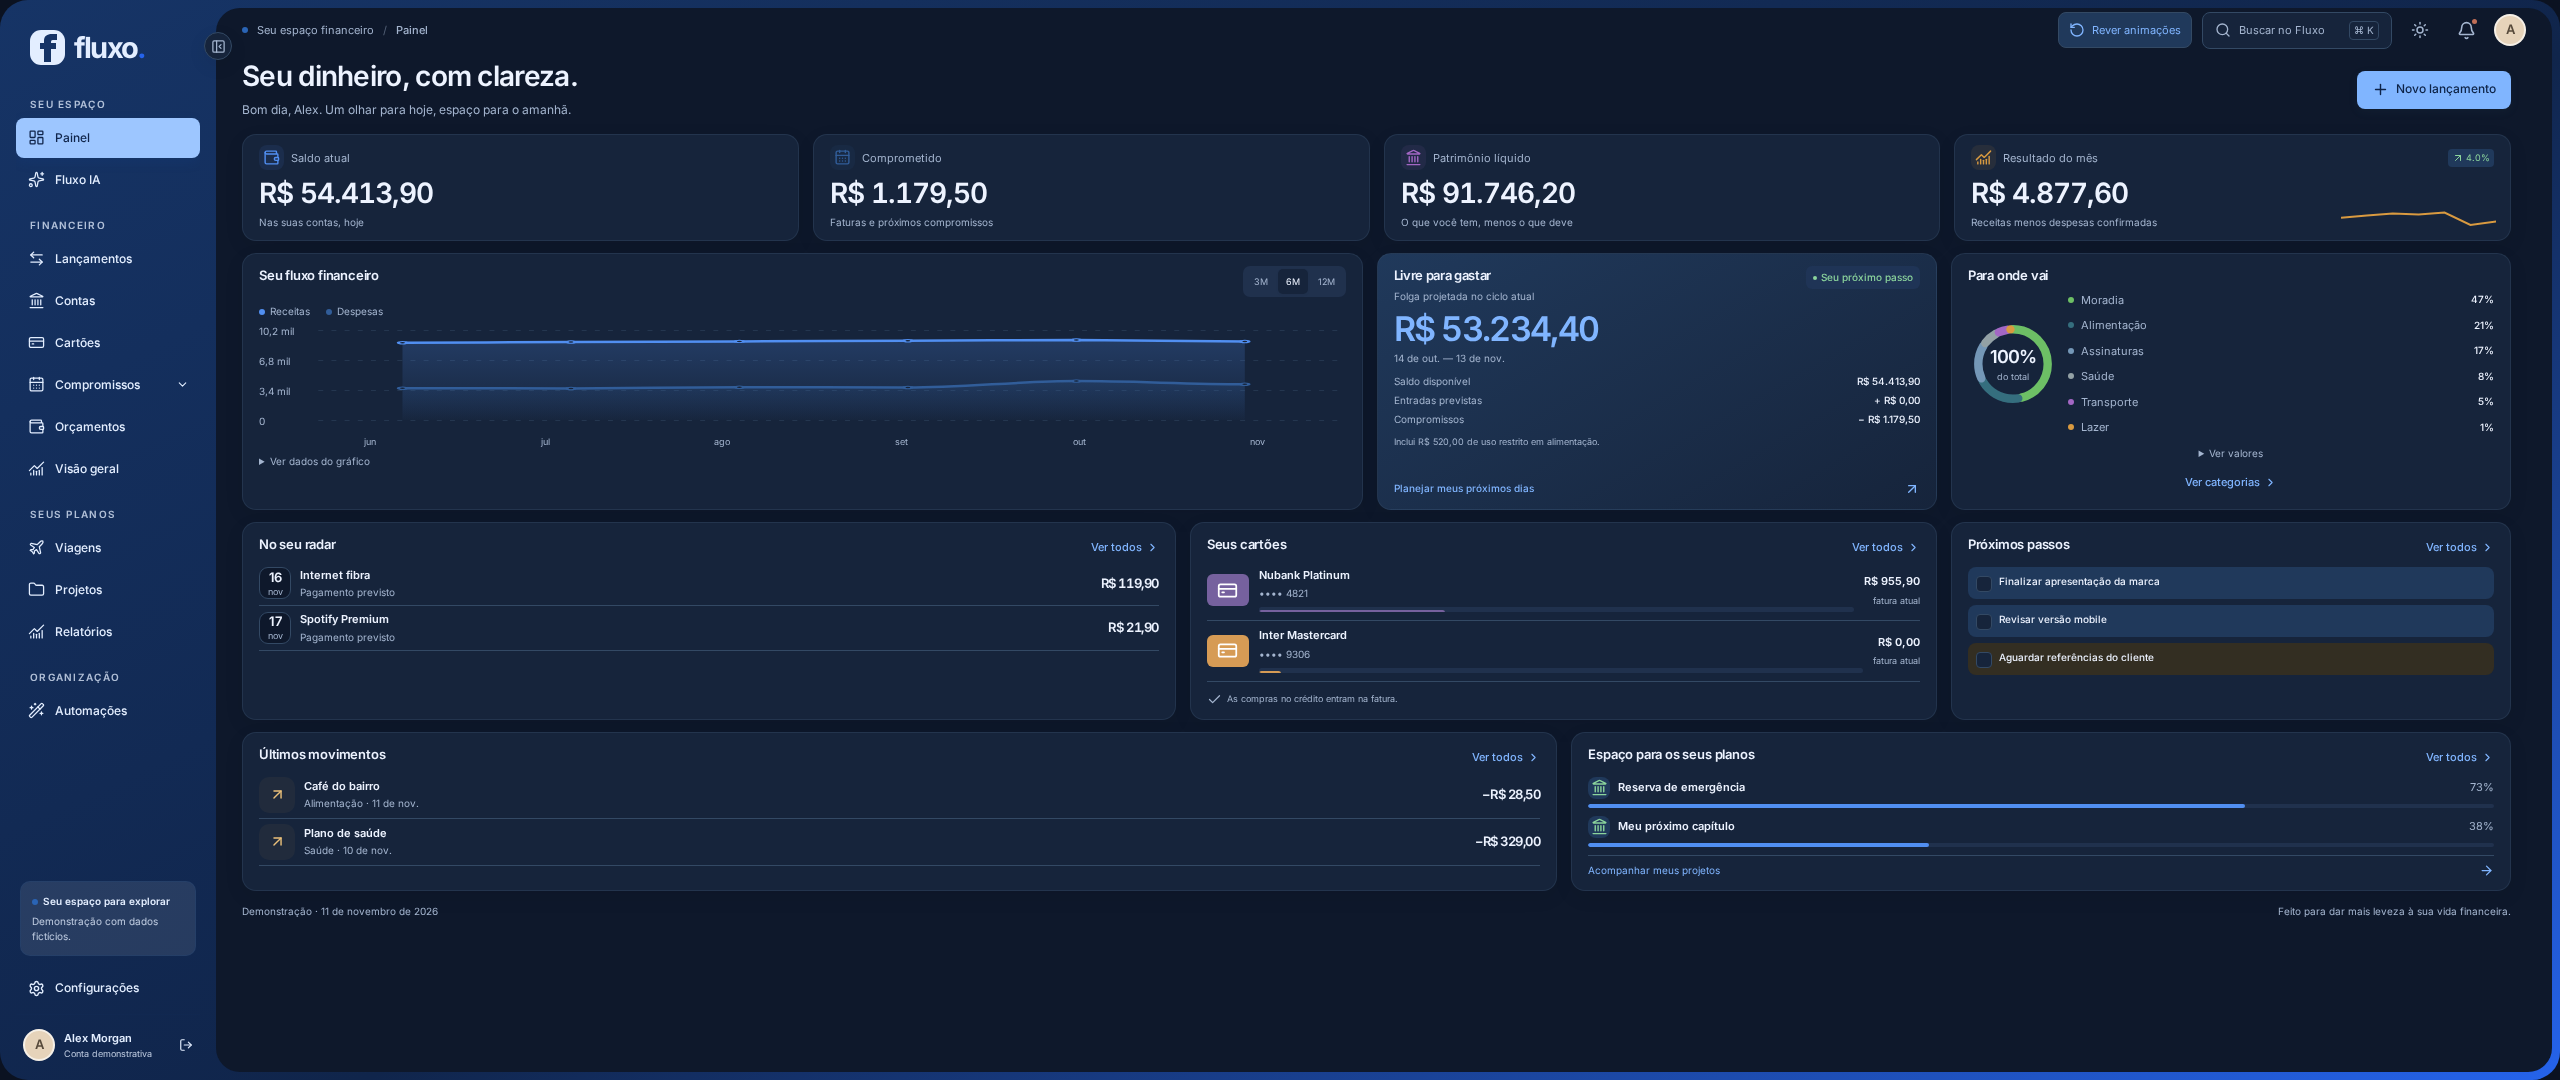 fluxo.
SEU ESPAÇO
Painel
Fluxo IA
FINANCEIRO
Lançamentos
Contas
Cartões
Compromissos
Orçamentos
Visão geral
SEUS PLANOS
Viagens
Projetos
Relatórios
ORGANIZAÇÃO
Automações
Seu espaço para explorar
Demonstração com dados
fictícios.
Configurações
A
Alex Morgan
Conta demonstrativa
Seu espaço financeiro / Painel
Rever animações
Buscar no Fluxo
⌘ K
A
Seu dinheiro, com clareza.
Bom dia, Alex. Um olhar para hoje, espaço para o amanhã.
Novo lançamento
Saldo atual
R$ 54.413,90
Nas suas contas, hoje
Comprometido
R$ 1.179,50
Faturas e próximos compromissos
Patrimônio líquido
R$ 91.746,20
O que você tem, menos o que deve
Resultado do mês
4.0%
R$ 4.877,60
Receitas menos despesas confirmadas
Seu fluxo financeiro
3M 6M 12M
Receitas Despesas
10,2 mil
6,8 mil
3,4 mil
0
jun jul ago set out nov
Ver dados do gráfico
Livre para gastar
Seu próximo passo
Folga projetada no ciclo atual
R$ 53.234,40
14 de out. — 13 de nov.
Saldo disponível R$ 54.413,90
Entradas previstas + R$ 0,00
Compromissos − R$ 1.179,50
Inclui R$ 520,00 de uso restrito em alimentação.
Planejar meus próximos dias
Para onde vai
100%
do total
Moradia 47%
Alimentação 21%
Assinaturas 17%
Saúde 8%
Transporte 5%
Lazer 1%
Ver valores
Ver categorias
No seu radar
Ver todos
16
nov
Internet fibra
Pagamento previsto
R$ 119,90
17
nov
Spotify Premium
Pagamento previsto
R$ 21,90
Seus cartões
Ver todos
Nubank Platinum
•••• 4821
R$ 955,90
fatura atual
Inter Mastercard
•••• 9306
R$ 0,00
fatura atual
As compras no crédito entram na fatura.
Próximos passos
Ver todos
Finalizar apresentação da marca
Revisar versão mobile
Aguardar referências do cliente
Últimos movimentos
Ver todos
Café do bairro
Alimentação · 11 de nov.
−R$ 28,50
Plano de saúde
Saúde · 10 de nov.
−R$ 329,00
Espaço para os seus planos
Ver todos
Reserva de emergência
73%
Meu próximo capítulo
38%
Acompanhar meus projetos
Demonstração · 11 de novembro de 2026
Feito para dar mais leveza à sua vida financeira.